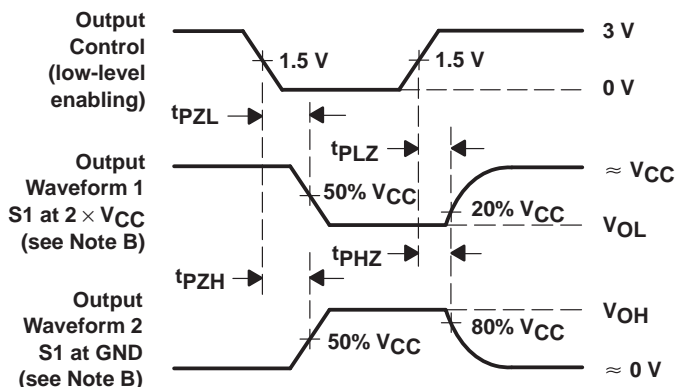 Output
Control
(low-level
enabling)
1.5 V
1.5 V
3 V
0 V
tPZL
tPLZ
Output
Waveform 1
S1 at 2 × VCC
(see Note B)
50% VCC
20% VCC
≈ VCC
VOL
tPZH
tPHZ
Output
Waveform 2
S1 at GND
(see Note B)
50% VCC
80% VCC
VOH
≈ 0 V